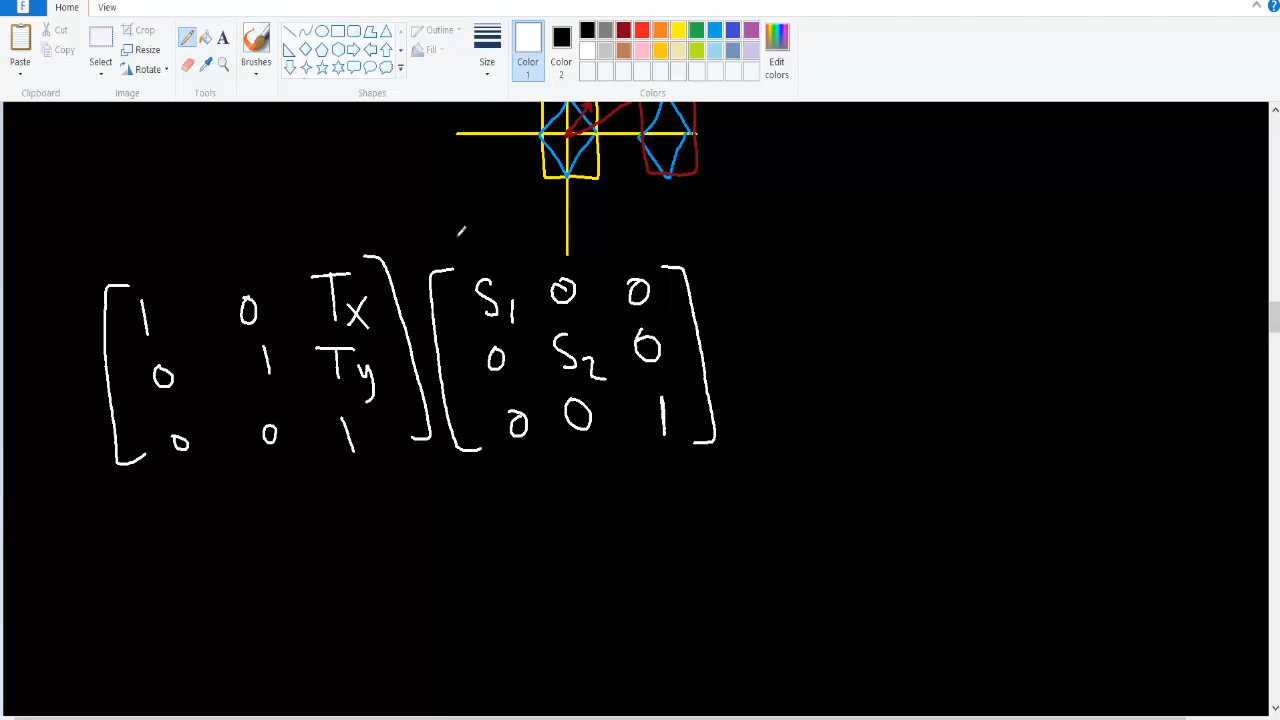 F Home View ?
Paste Cut Copy
Clipboard
Select Crop Resize Rotate
Image
A
Tools
Brushes
Outline Fill
Shapes
Size
Color 1
Color 2
Edit colors
Colors
1 0 Tx S1 0 0
0 1 Ty 0 S2 0
0 0 1 0 0 1